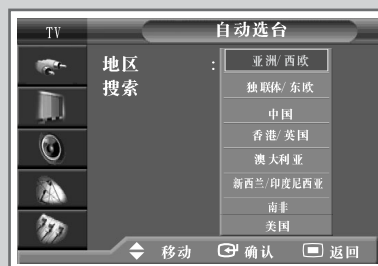 TV 自动选台
地区 : 亚洲/西欧
搜索 独联体/东欧
中国
香港/英国
澳大利亚
新西兰/印度尼西亚
南非
美国
移动 确认 返回